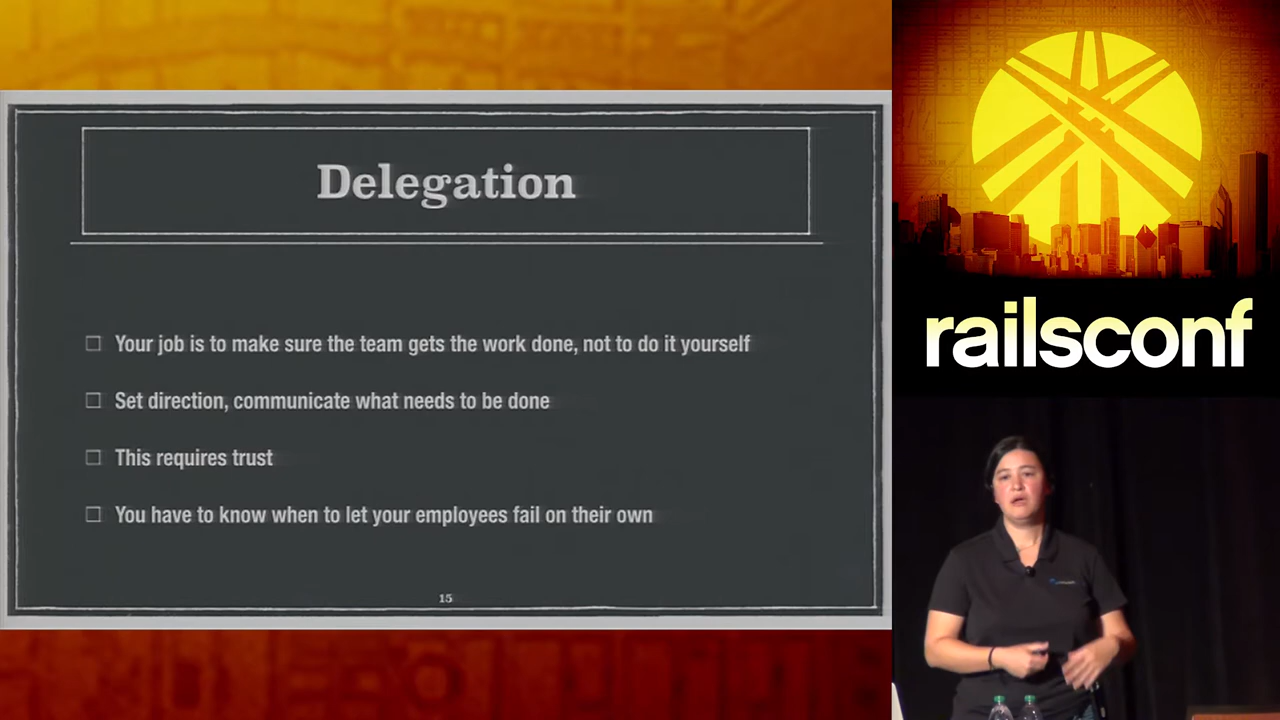 Delegation
Your job is to make sure the team gets the work done, not to do it yourself
Set direction, communicate what needs to be done
This requires trust
You have to know when to let your employees fail on their own
15
railsconf